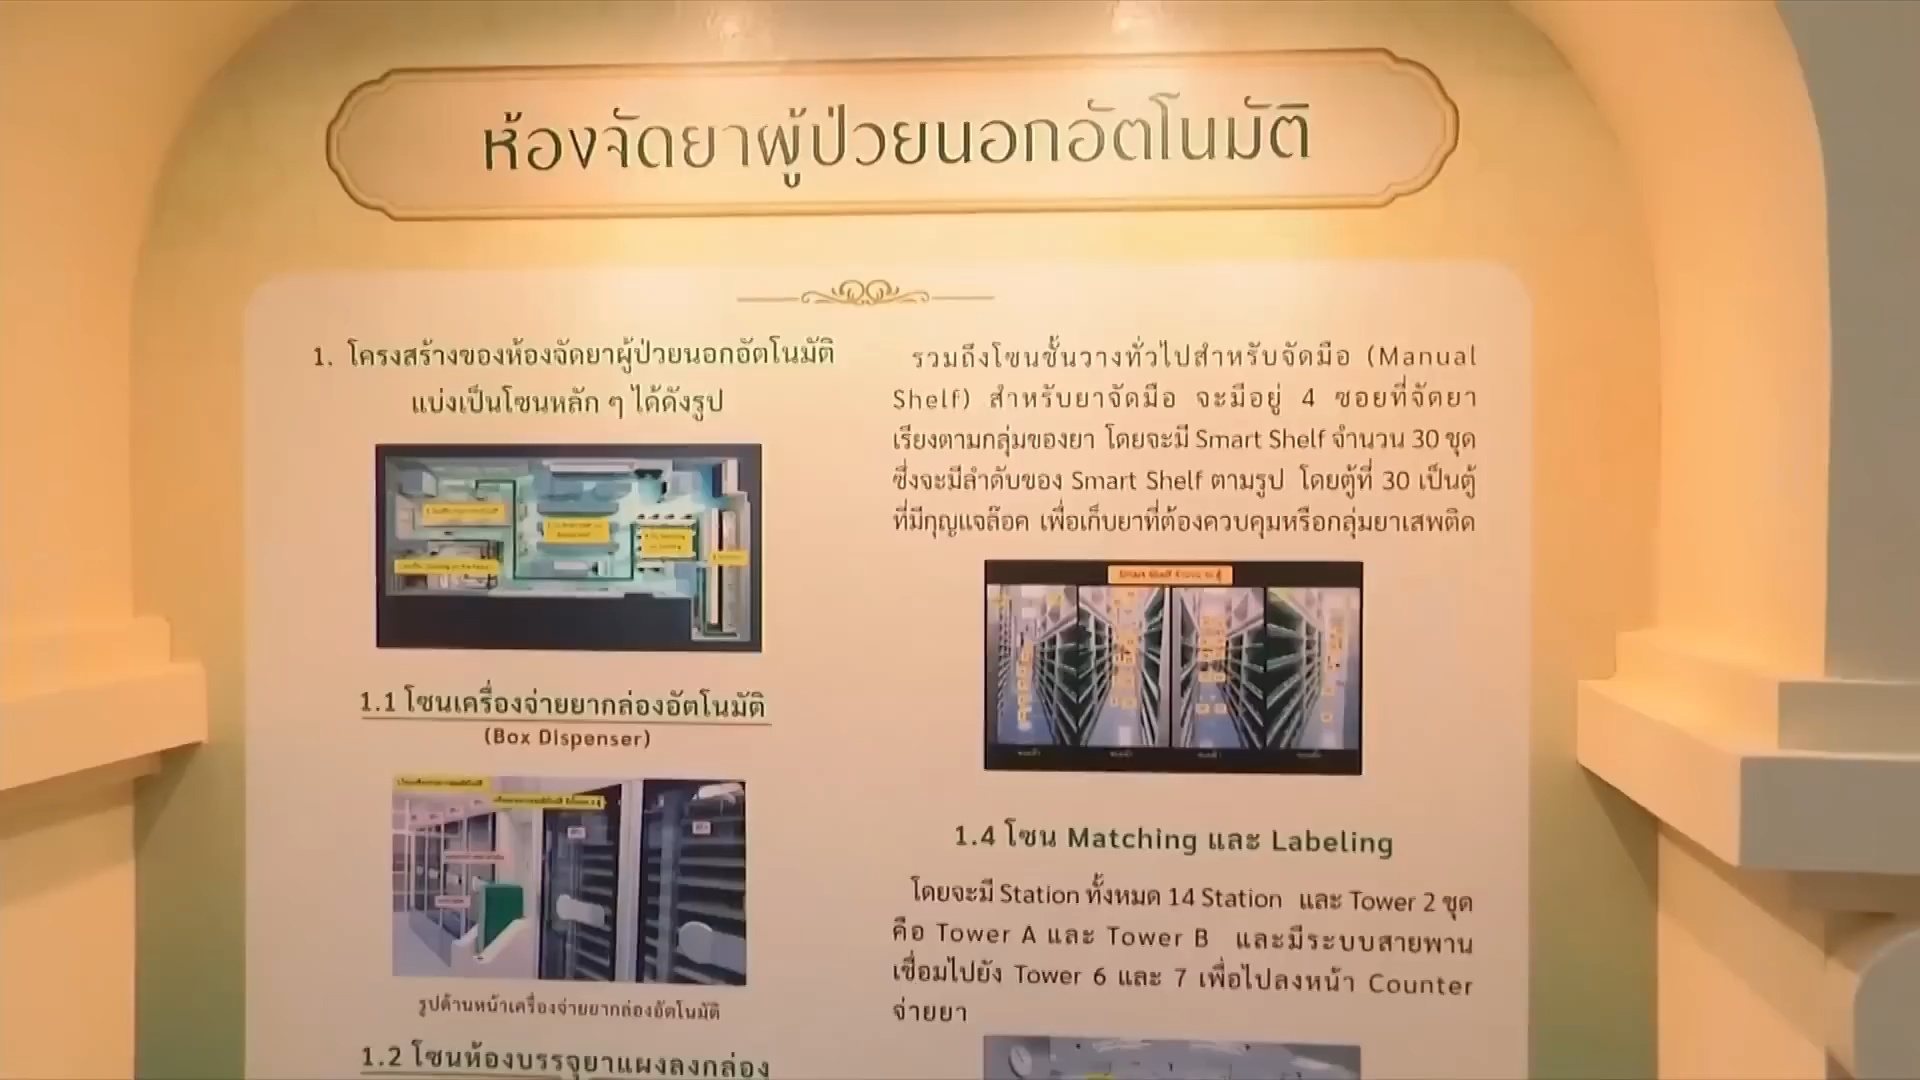 ห้องจัดยาผู้ป่วยนอกอัตโนมัติ
1. โครงสร้างของห้องจัดยาผู้ป่วยนอกอัตโนมัติ
แบ่งเป็นโซนหลัก ๆ ได้ดังรูป
1.1 โซนเครื่องจ่ายยากล่องอัตโนมัติ
(Box Dispenser)
รูปด้านหน้าเครื่องจ่ายยากล่องอัตโนมัติ
1.2 โซนห้องบรรจุยาแผงลงกล่อง
รวมถึงโซนชั้นวางทั่วไปสำหรับจัดมือ (Manual
Shelf) สำหรับยาจัดมือ จะมีอยู่ 4 ซอยที่จัดยา
เรียงตามกลุ่มของยา โดยจะมี Smart Shelf จำนวน 30 ชุด
ซึ่งจะมีลำดับของ Smart Shelf ตามรูป โดยตู้ที่ 30 เป็นตู้
ที่มีกุญแจล๊อค เพื่อเก็บยาที่ต้องควบคุมหรือกลุ่มยาเสพติด
1.4 โซน Matching และ Labeling
โดยจะมี Station ทั้งหมด 14 Station และ Tower 2 ชุด
คือ Tower A และ Tower B และมีระบบสายพาน
เชื่อมไปยัง Tower 6 และ 7 เพื่อไปลงหน้า Counter
จ่ายยา